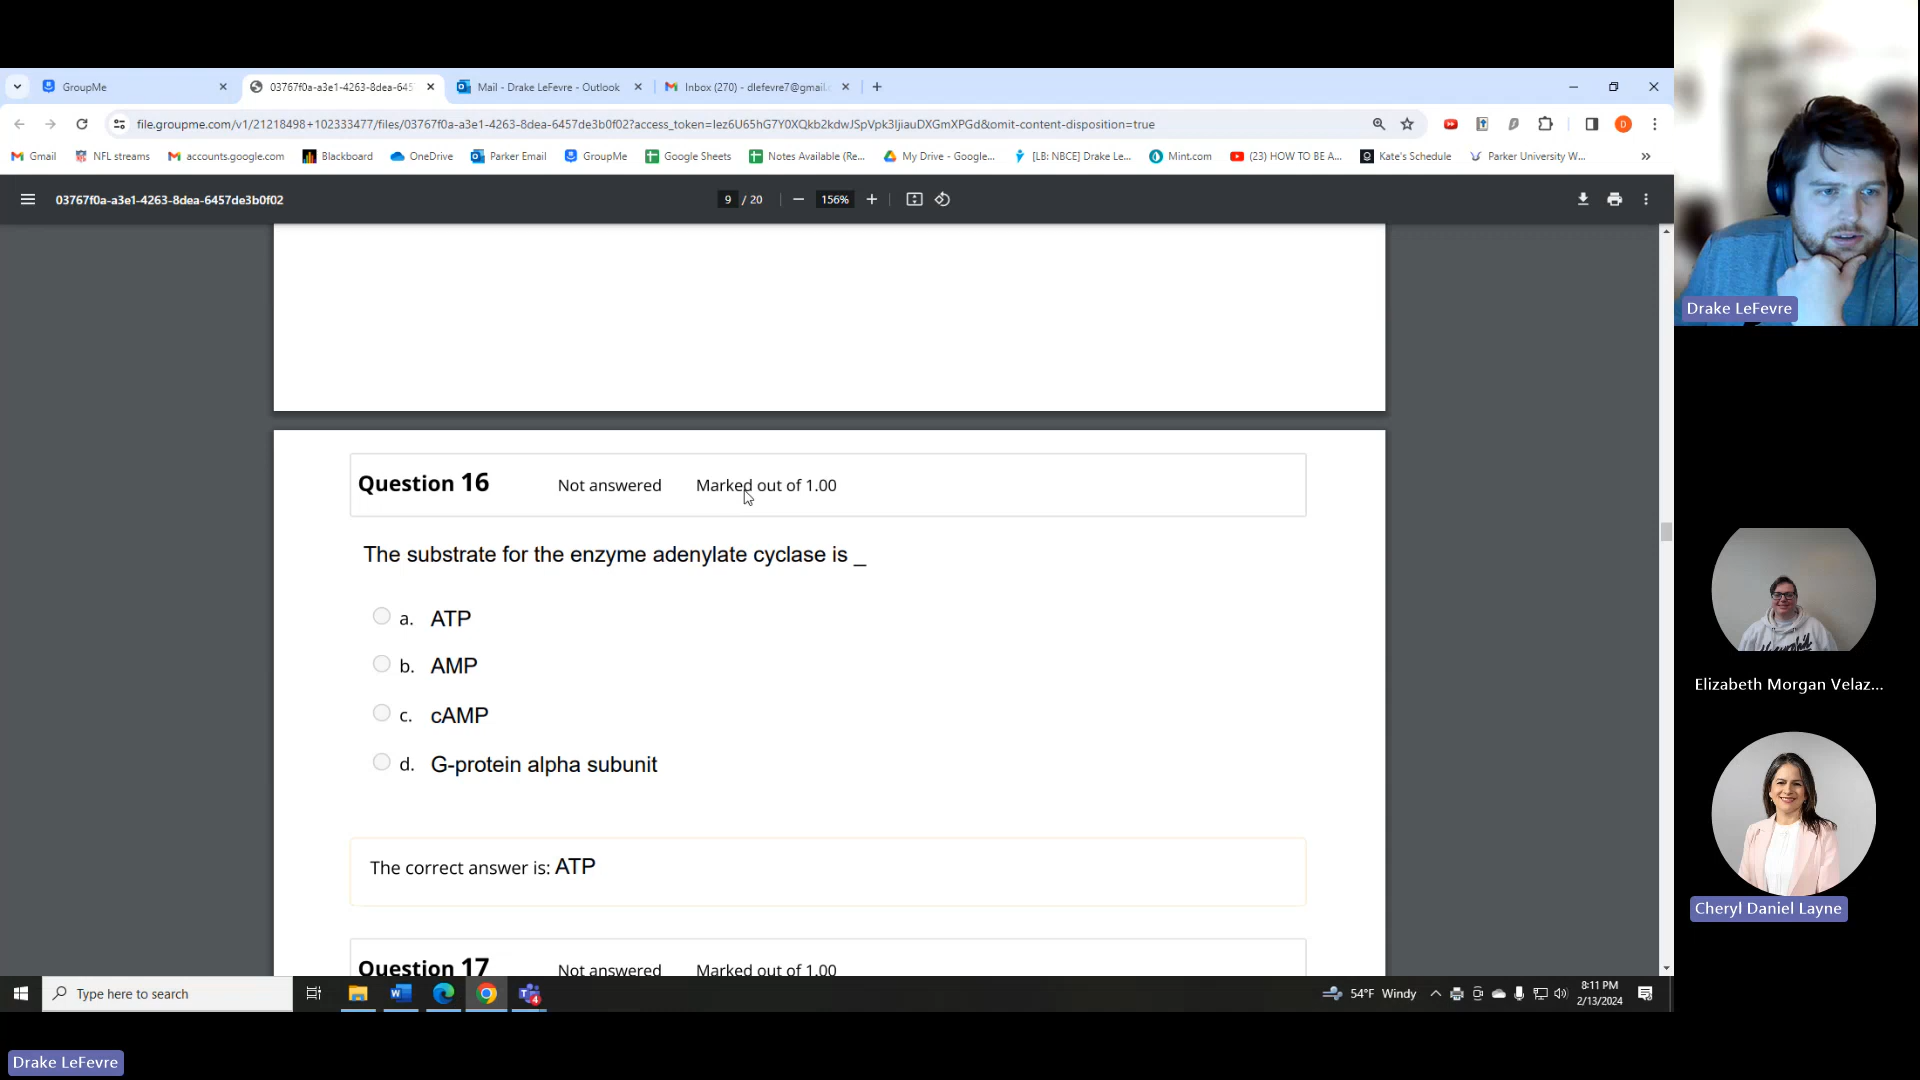 GroupMe
03767f0a-a3e1-4263-8dea-645
Mail - Drake LeFevre - Outlook
Inbox (270) - dlefevre7@gmail.
file.groupme.com/v1/21218498+102333477/files/03767f0a-a3e1-4263-8dea-6457de3b0f02?access_token=Iez6U65hG7Y0XQkb2kdwJSpVpk3IjiauDXGmXPGd&omit-content-disposition=true
D
Gmail
NFL streams
accounts.google.com
Blackboard
OneDrive
Parker Email
GroupMe
Google Sheets
Notes Available (Re...
My Drive - Google...
[LB: NBCE] Drake Le...
Mint.com
(23) HOW TO BE A...
Kate's Schedule
Parker University W...
03767f0a-a3e1-4263-8dea-6457de3b0f02
9 / 20
156%
Question 16 Not answered Marked out of 1.00
The substrate for the enzyme adenylate cyclase is _
a. ATP
b. AMP
c. cAMP
d. G-protein alpha subunit
The correct answer is: ATP
Question 17 Not answered Marked out of 1.00
Type here to search
4
54°F Windy
8:11 PM
2/13/2024
Drake LeFevre
Elizabeth Morgan Velaz...
Cheryl Daniel Layne
Drake LeFevre